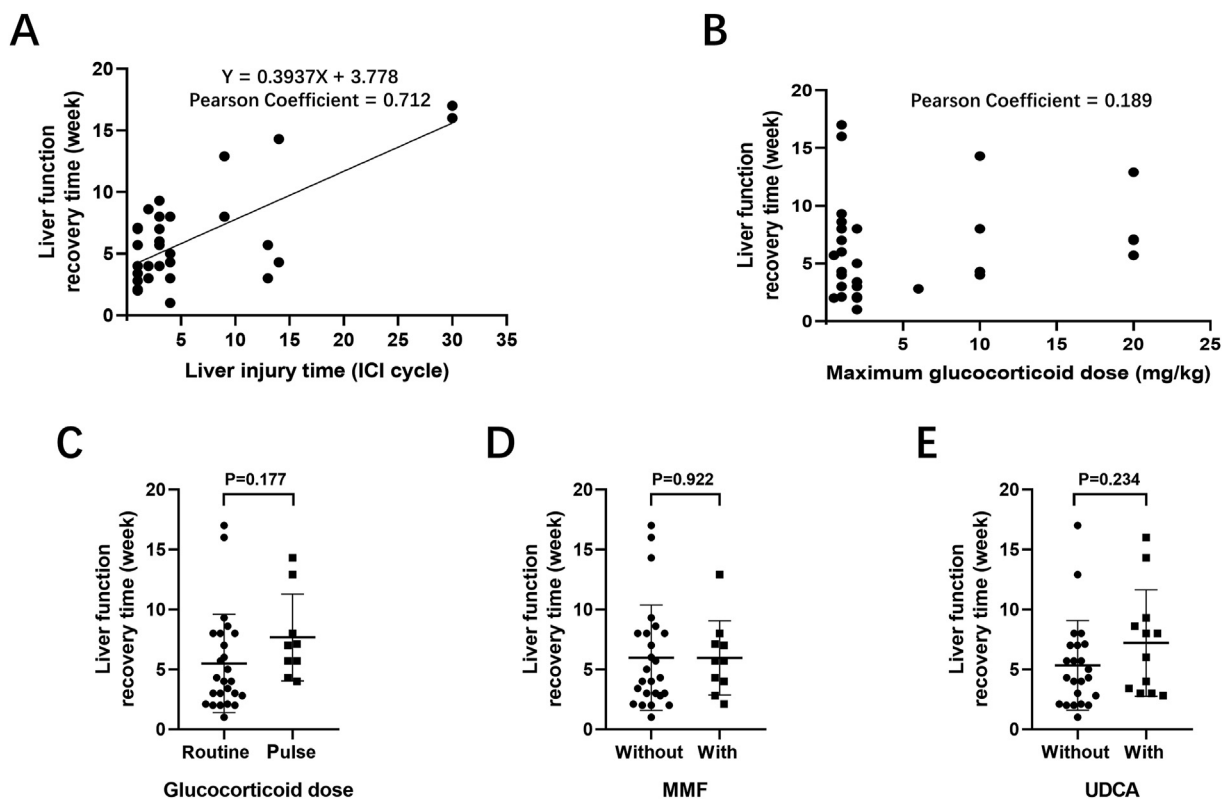 A
Y = 0.3937X + 3.778
Pearson Coefficient = 0.712
Liver function
recovery time (week)
20
15
10
5
0
5 10 15 20 25 30 35
Liver injury time (ICI cycle)
B
Pearson Coefficient = 0.189
Liver function
recovery time (week)
20
15
10
5
0
5 10 15 20 25
Maximum glucocorticoid dose (mg/kg)
C
P=0.177
Liver function
recovery time (week)
20
15
10
5
0
Routine Pulse
Glucocorticoid dose
D
P=0.922
Liver function
recovery time (week)
20
15
10
5
0
Without With
MMF
E
P=0.234
Liver function
recovery time (week)
20
15
10
5
0
Without With
UDCA